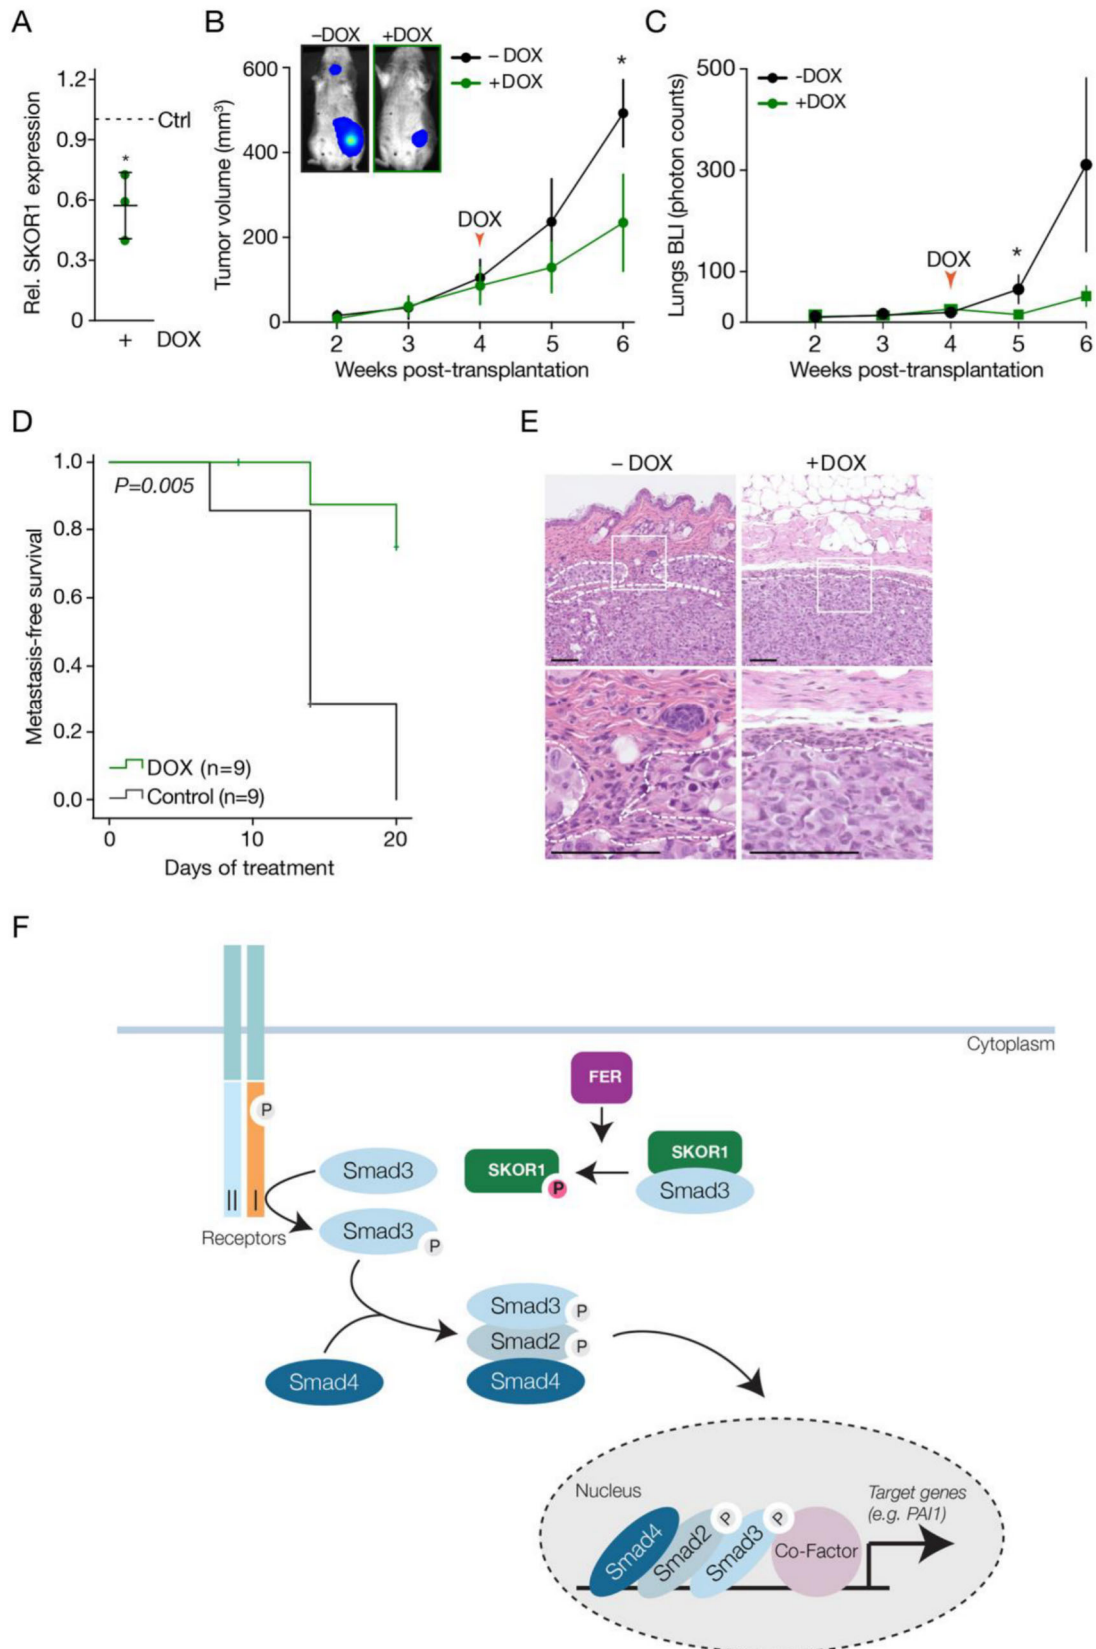 A
1.2
0.9
0.6
0.3
0
Rel. SKOR1 expression
Ctrl
*
+ DOX
B
–DOX +DOX
– DOX
+DOX
600
400
200
0
Tumor volume (mm³)
DOX
*
2 3 4 5 6
Weeks post-transplantation
C
-DOX
+DOX
500
300
100
0
Lungs BLI (photon counts)
DOX
*
2 3 4 5 6
Weeks post-transplantation
D
1.0
0.8
0.6
0.4
0.2
0.0
Metastasis-free survival
P=0.005
DOX (n=9)
Control (n=9)
0 10 20
Days of treatment
E
– DOX +DOX
F
Cytoplasm
FER
P
SKOR1
Smad3
SKOR1
P
Smad3
II I
Receptors
Smad3
P
Smad3
P
Smad2
P
Smad4
Smad4
Nucleus
Target genes
(e.g. PAI1)
Smad4
Smad2
P
Smad3
P
Co-Factor